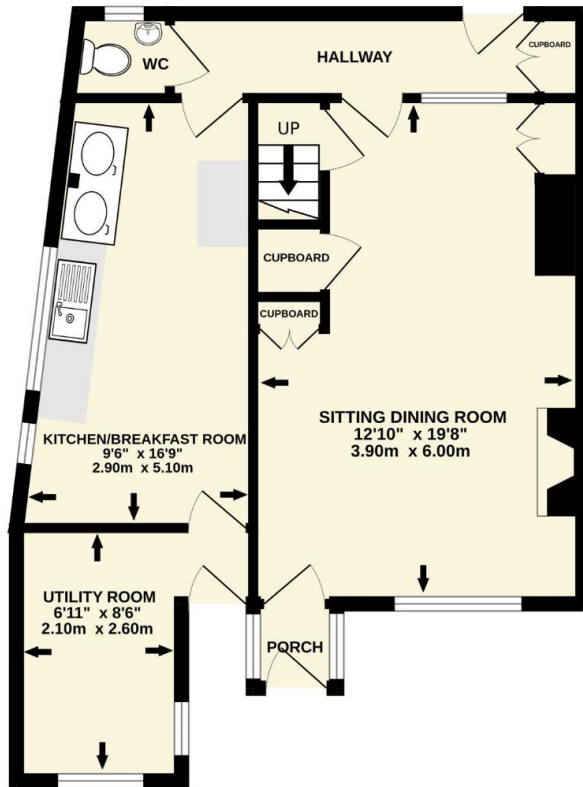 WC
HALLWAY
CUPBOARD
UP
CUPBOARD
CUPBOARD
SITTING DINING ROOM
12'10" x 19'8"
3.90m x 6.00m
KITCHEN/BREAKFAST ROOM
9'6" x 16'9"
2.90m x 5.10m
UTILITY ROOM
6'11" x 8'6"
2.10m x 2.60m
PORCH